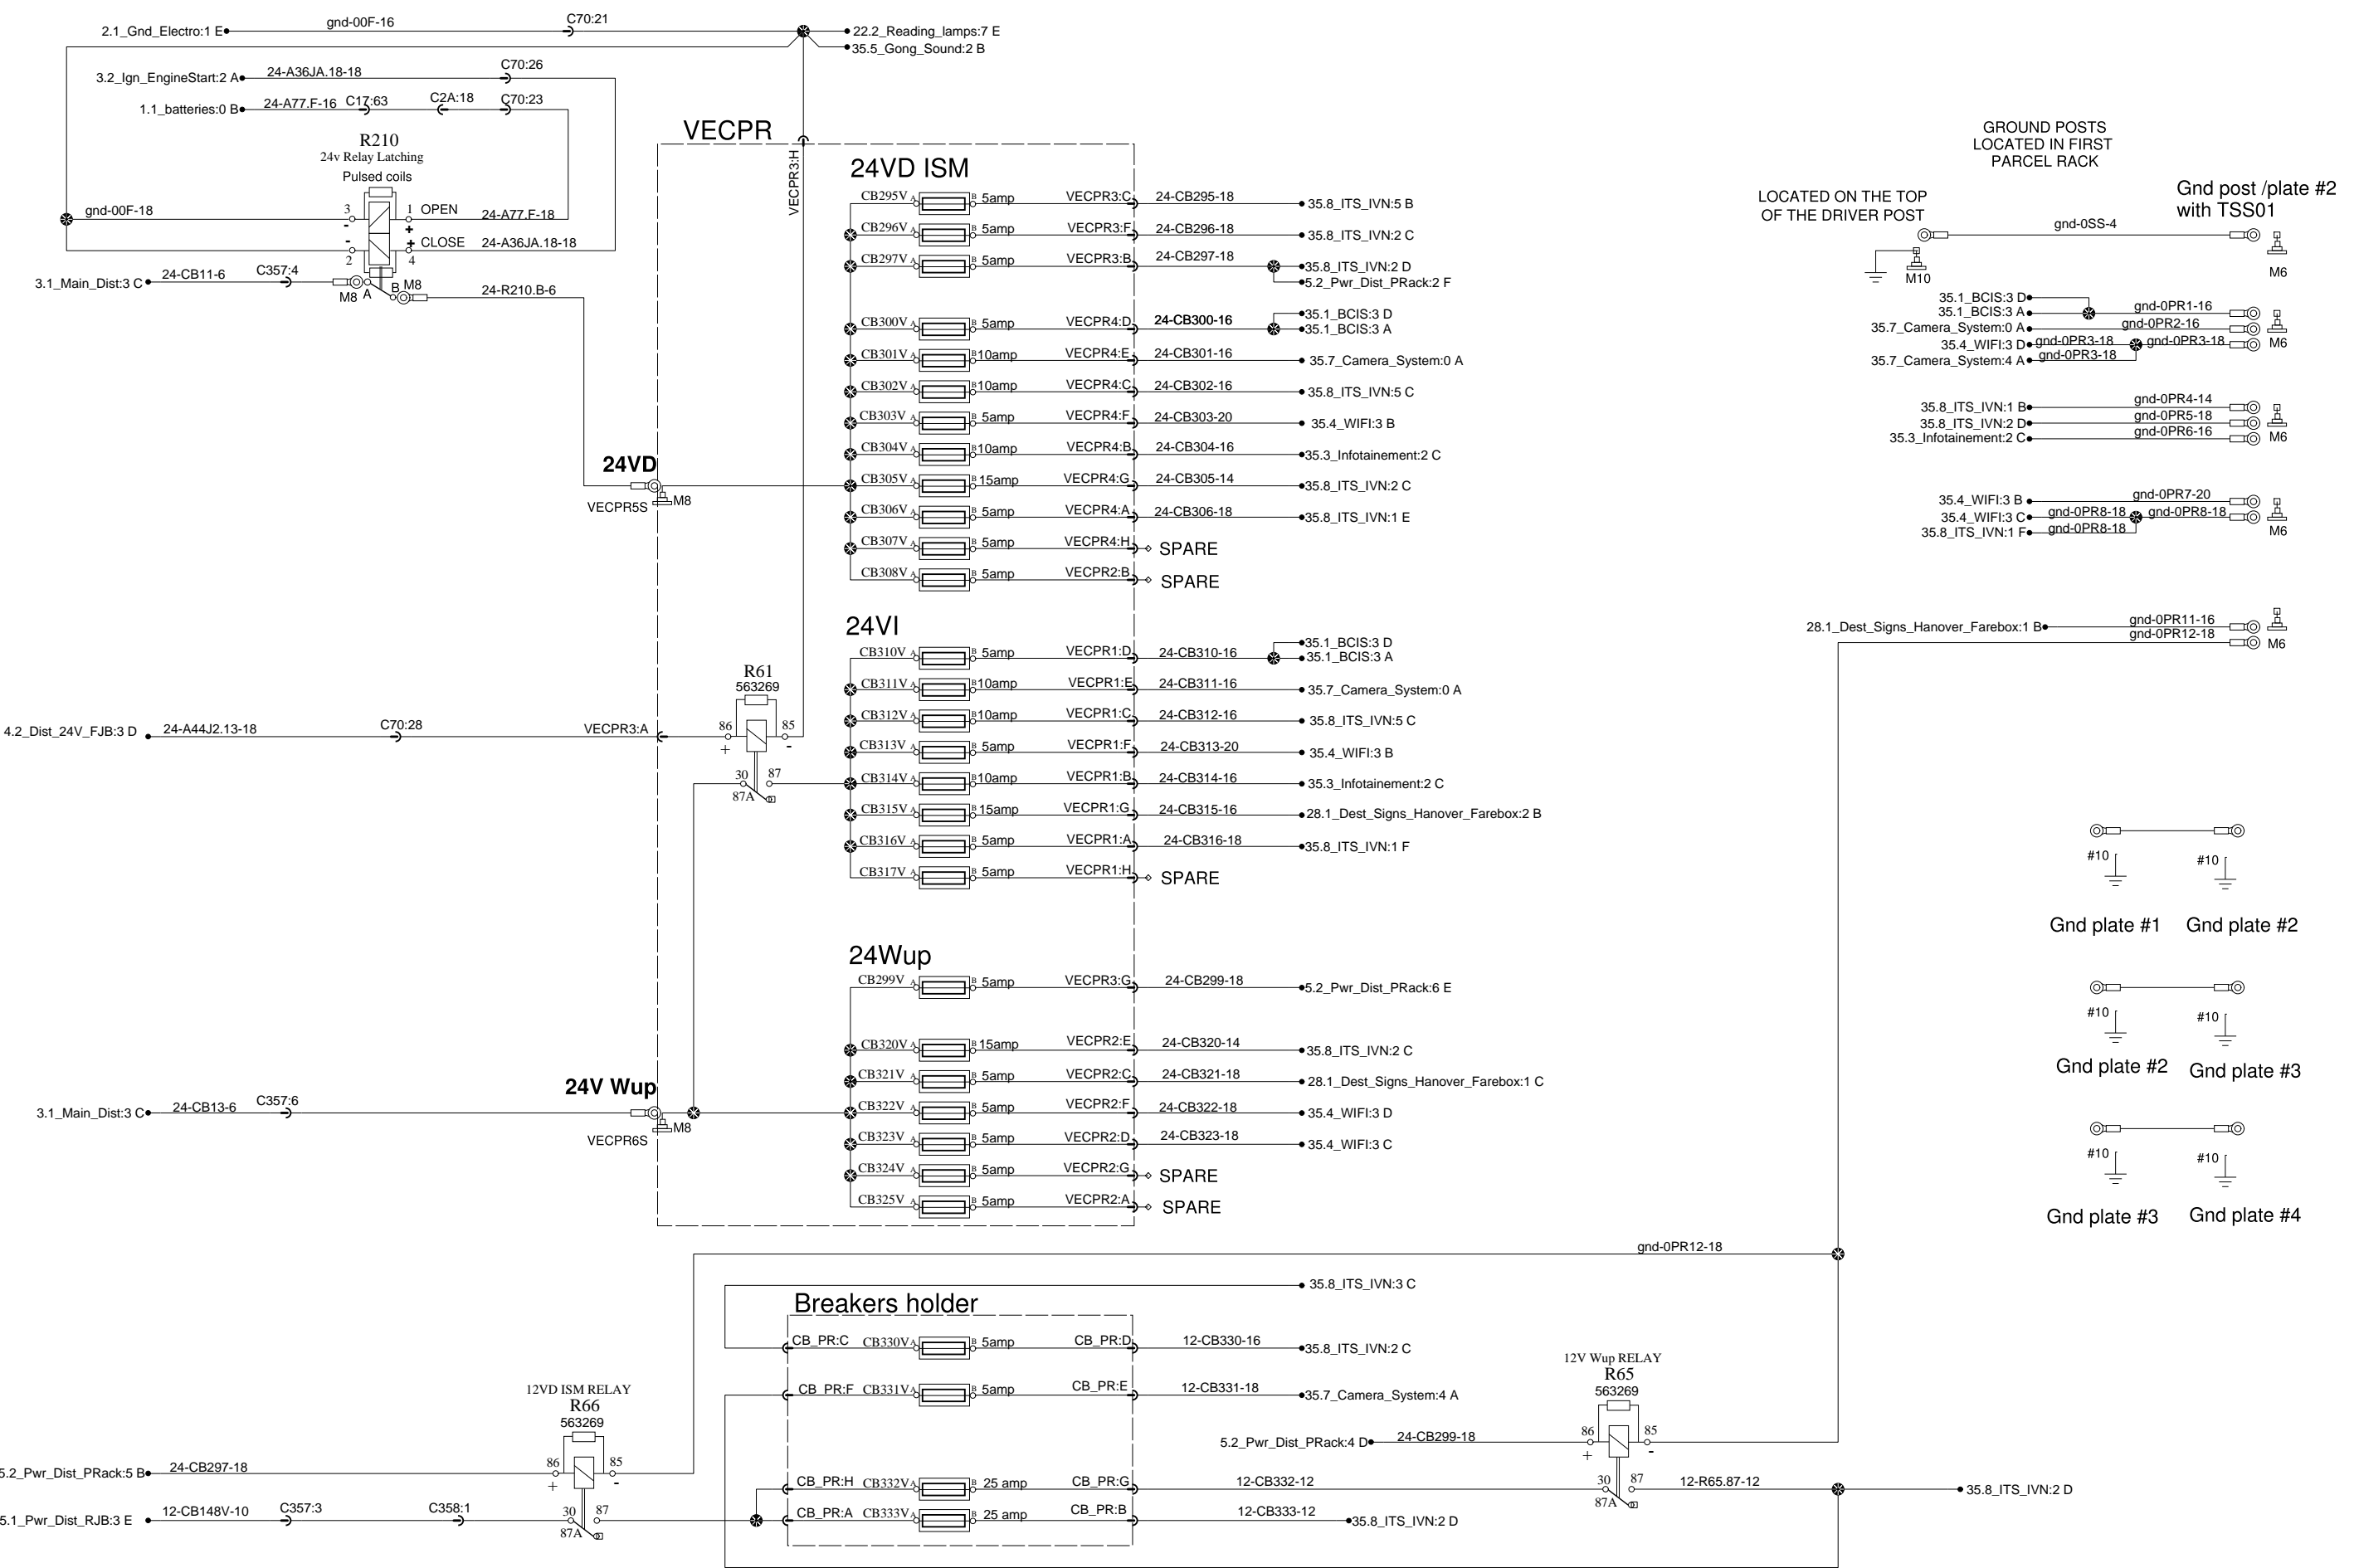 2.1_Gnd_Electro:1 E
gnd-00F-16
C70:21
22.2_Reading_lamps:7 E
35.5_Gong_Sound:2 B
3.2_Ign_EngineStart:2 A
24-A36JA.18-18
C70:26
1.1_batteries:0 B
24-A77.F-16
C17:63
C2A:18
C70:23
R210
24v Relay Latching
Pulsed coils
gnd-00F-18
3
-
1
+
OPEN
24-A77.F-18
-
2
+
4
CLOSE
24-A36JA.18-18
3.1_Main_Dist:3 C
24-CB11-6
C357:4
M8
A
B
M8
24-R210.B-6
VECPR
VECPR3:H
24VD ISM
CB295V A B 5amp VECPR3:C 24-CB295-18 35.8_ITS_IVN:5 B
CB296V A B 5amp VECPR3:F 24-CB296-18 35.8_ITS_IVN:2 C
CB297V A B 5amp VECPR3:B 24-CB297-18 35.8_ITS_IVN:2 D
5.2_Pwr_Dist_PRack:2 F
35.1_BCIS:3 D
CB300V A B 5amp VECPR4:D 24-CB300-16 35.1_BCIS:3 A
CB301V A B 10amp VECPR4:E 24-CB301-16 35.7_Camera_System:0 A
CB302V A B 10amp VECPR4:C 24-CB302-16 35.8_ITS_IVN:5 C
CB303V A B 5amp VECPR4:F 24-CB303-20 35.4_WIFI:3 B
CB304V A B 10amp VECPR4:B 24-CB304-16 35.3_Infotainement:2 C
24VD
VECPR5S
M8
CB305V A B 15amp VECPR4:G 24-CB305-14 35.8_ITS_IVN:2 C
CB306V A B 5amp VECPR4:A 24-CB306-18 35.8_ITS_IVN:1 E
CB307V A B 5amp VECPR4:H SPARE
CB308V A B 5amp VECPR2:B SPARE
24VI
35.1_BCIS:3 D
CB310V A B 5amp VECPR1:D 24-CB310-16 35.1_BCIS:3 A
CB311V A B 10amp VECPR1:E 24-CB311-16 35.7_Camera_System:0 A
CB312V A B 10amp VECPR1:C 24-CB312-16 35.8_ITS_IVN:5 C
CB313V A B 5amp VECPR1:F 24-CB313-20 35.4_WIFI:3 B
CB314V A B 10amp VECPR1:B 24-CB314-16 35.3_Infotainement:2 C
CB315V A B 15amp VECPR1:G 24-CB315-16 28.1_Dest_Signs_Hanover_Farebox:2 B
CB316V A B 5amp VECPR1:A 24-CB316-18 35.8_ITS_IVN:1 F
CB317V A B 5amp VECPR1:H SPARE
R61
563269
86
+
85
-
30
87
87A
4.2_Dist_24V_FJB:3 D
24-A44J2.13-18
C70:28
VECPR3:A
24Wup
CB299V A B 5amp VECPR3:G 24-CB299-18 5.2_Pwr_Dist_PRack:6 E
CB320V A B 15amp VECPR2:E 24-CB320-14 35.8_ITS_IVN:2 C
CB321V A B 5amp VECPR2:C 24-CB321-18 28.1_Dest_Signs_Hanover_Farebox:1 C
CB322V A B 5amp VECPR2:F 24-CB322-18 35.4_WIFI:3 D
CB323V A B 5amp VECPR2:D 24-CB323-18 35.4_WIFI:3 C
CB324V A B 5amp VECPR2:G SPARE
CB325V A B 5amp VECPR2:A SPARE
3.1_Main_Dist:3 C
24-CB13-6
C357:6
24V Wup
VECPR6S
M8
gnd-0PR12-18
35.8_ITS_IVN:3 C
Breakers holder
CB_PR:C CB330V A B 5amp CB_PR:D 12-CB330-16 35.8_ITS_IVN:2 C
CB_PR:F CB331V A B 5amp CB_PR:E 12-CB331-18 35.7_Camera_System:4 A
CB_PR:H CB332V A B 25 amp CB_PR:G 12-CB332-12
CB_PR:A CB333V A B 25 amp CB_PR:B 12-CB333-12 35.8_ITS_IVN:2 D
12VD ISM RELAY
R66
563269
86
+
85
-
30
87
87A
5.2_Pwr_Dist_PRack:5 B
24-CB297-18
5.1_Pwr_Dist_RJB:3 E
12-CB148V-10
C357:3
C358:1
12V Wup RELAY
R65
563269
5.2_Pwr_Dist_PRack:4 D
24-CB299-18
86
+
85
-
30
87
87A
12-R65.87-12
35.8_ITS_IVN:2 D
GROUND POSTS
LOCATED IN FIRST
PARCEL RACK
LOCATED ON THE TOP
OF THE DRIVER POST
Gnd post /plate #2
with TSS01
gnd-0SS-4
M10
M6
35.1_BCIS:3 D
35.1_BCIS:3 A
gnd-0PR1-16
35.7_Camera_System:0 A
gnd-0PR2-16
35.4_WIFI:3 D
gnd-0PR3-18
gnd-0PR3-18
M6
35.7_Camera_System:4 A
gnd-0PR3-18
35.8_ITS_IVN:1 B
gnd-0PR4-14
35.8_ITS_IVN:2 D
gnd-0PR5-18
35.3_Infotainement:2 C
gnd-0PR6-16
M6
35.4_WIFI:3 B
gnd-0PR7-20
35.4_WIFI:3 C
gnd-0PR8-18
gnd-0PR8-18
35.8_ITS_IVN:1 F
gnd-0PR8-18
M6
28.1_Dest_Signs_Hanover_Farebox:1 B
gnd-0PR11-16
gnd-0PR12-18
M6
#10
#10
Gnd plate #1
Gnd plate #2
#10
#10
Gnd plate #2
Gnd plate #3
#10
#10
Gnd plate #3
Gnd plate #4